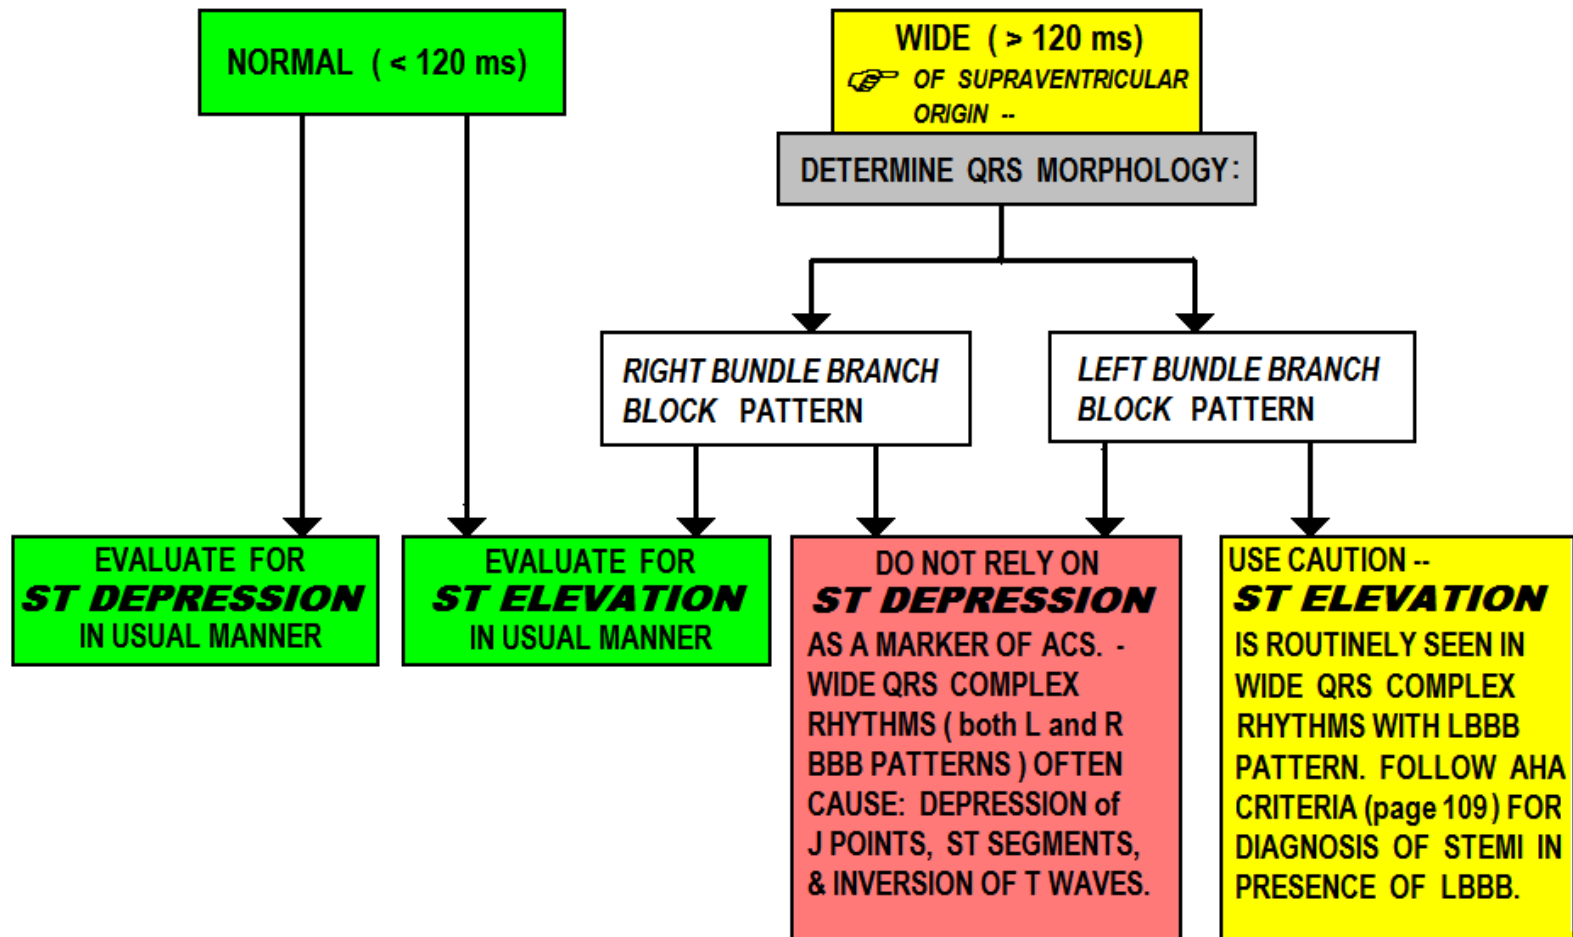 NORMAL ( < 120 ms)
WIDE ( > 120 ms)
OF SUPRAVENTRICULAR
ORIGIN --
DETERMINE QRS MORPHOLOGY:
RIGHT BUNDLE BRANCH
BLOCK PATTERN
LEFT BUNDLE BRANCH
BLOCK PATTERN
EVALUATE FOR
ST DEPRESSION
IN USUAL MANNER
EVALUATE FOR
ST ELEVATION
IN USUAL MANNER
DO NOT RELY ON
ST DEPRESSION
AS A MARKER OF ACS. -
WIDE QRS COMPLEX
RHYTHMS ( both L and R
BBB PATTERNS ) OFTEN
CAUSE: DEPRESSION of
J POINTS, ST SEGMENTS,
& INVERSION OF T WAVES.
USE CAUTION --
ST ELEVATION
IS ROUTINELY SEEN IN
WIDE QRS COMPLEX
RHYTHMS WITH LBBB
PATTERN. FOLLOW AHA
CRITERIA (page 109) FOR
DIAGNOSIS OF STEMI IN
PRESENCE OF LBBB.